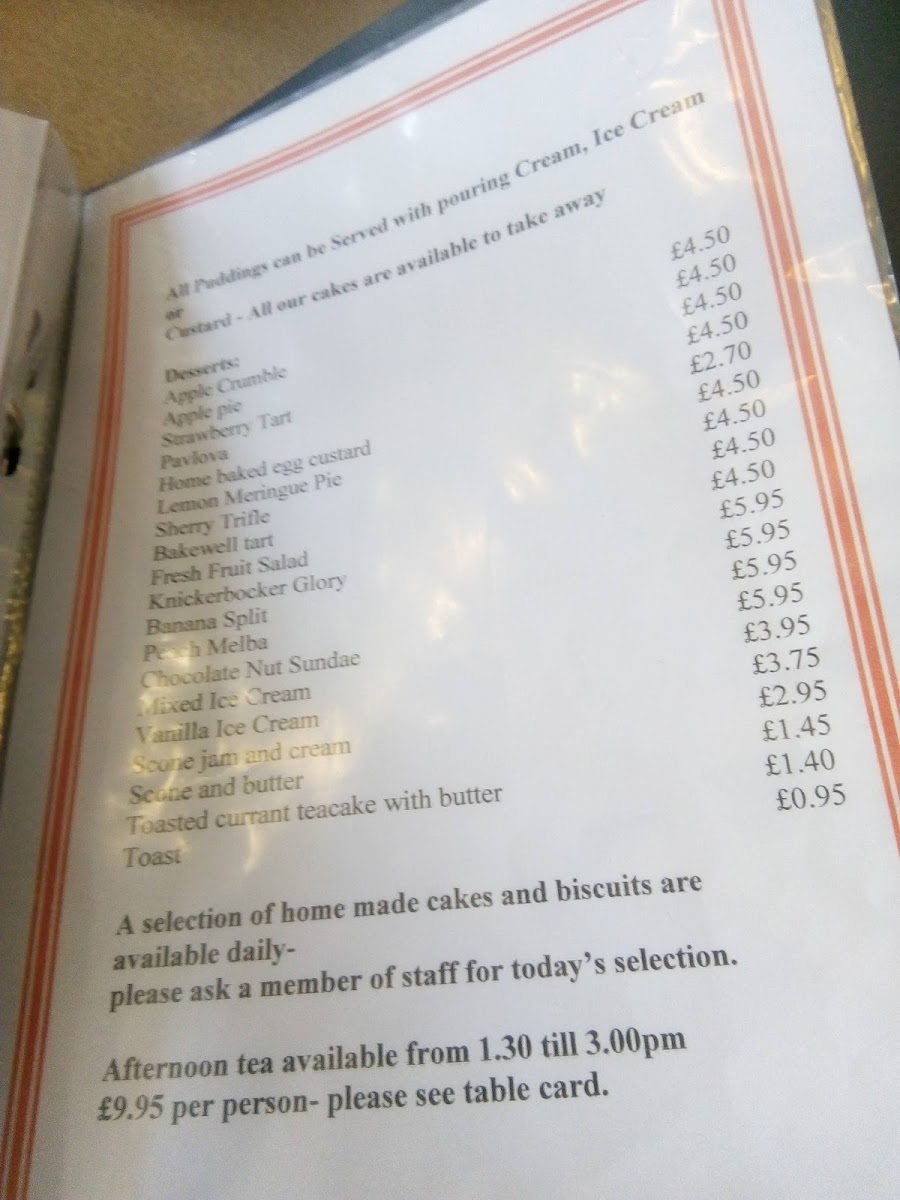 All Puddings can be Served with pouring Cream, Ice Cream
or
Custard - All our cakes are available to take away
Desserts:
Apple Crumble £4.50
Apple pie £4.50
Strawberry Tart £4.50
Pavlova £4.50
Home baked egg custard £2.70
Lemon Meringue Pie £4.50
Sherry Trifle £4.50
Bakewell tart £4.50
Fresh Fruit Salad £4.50
Knickerbocker Glory £5.95
Banana Split £5.95
Peach Melba £5.95
Chocolate Nut Sundae £5.95
Mixed Ice Cream £3.95
Vanilla Ice Cream £3.75
Scone jam and cream £2.95
Scone and butter £1.45
Toasted currant teacake with butter £1.40
Toast £0.95
A selection of home made cakes and biscuits are
available daily-
please ask a member of staff for today's selection.
Afternoon tea available from 1.30 till 3.00pm
£9.95 per person- please see table card.